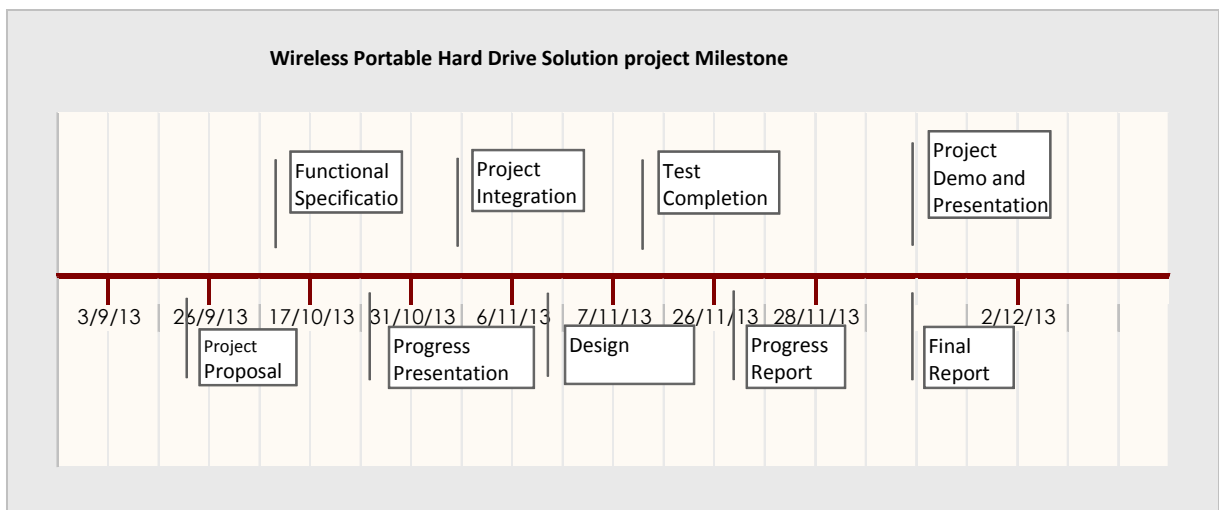 Wireless Portable Hard Drive Solution project Milestone
Functional
Specificatio
Project
Integration
Test
Completion
Project
Demo and
Presentation
3/9/13 26/9/13 17/10/13 31/10/13 6/11/13 7/11/13 26/11/13 28/11/13 2/12/13
Project
Proposal
Progress
Presentation
Design
Progress
Report
Final
Report